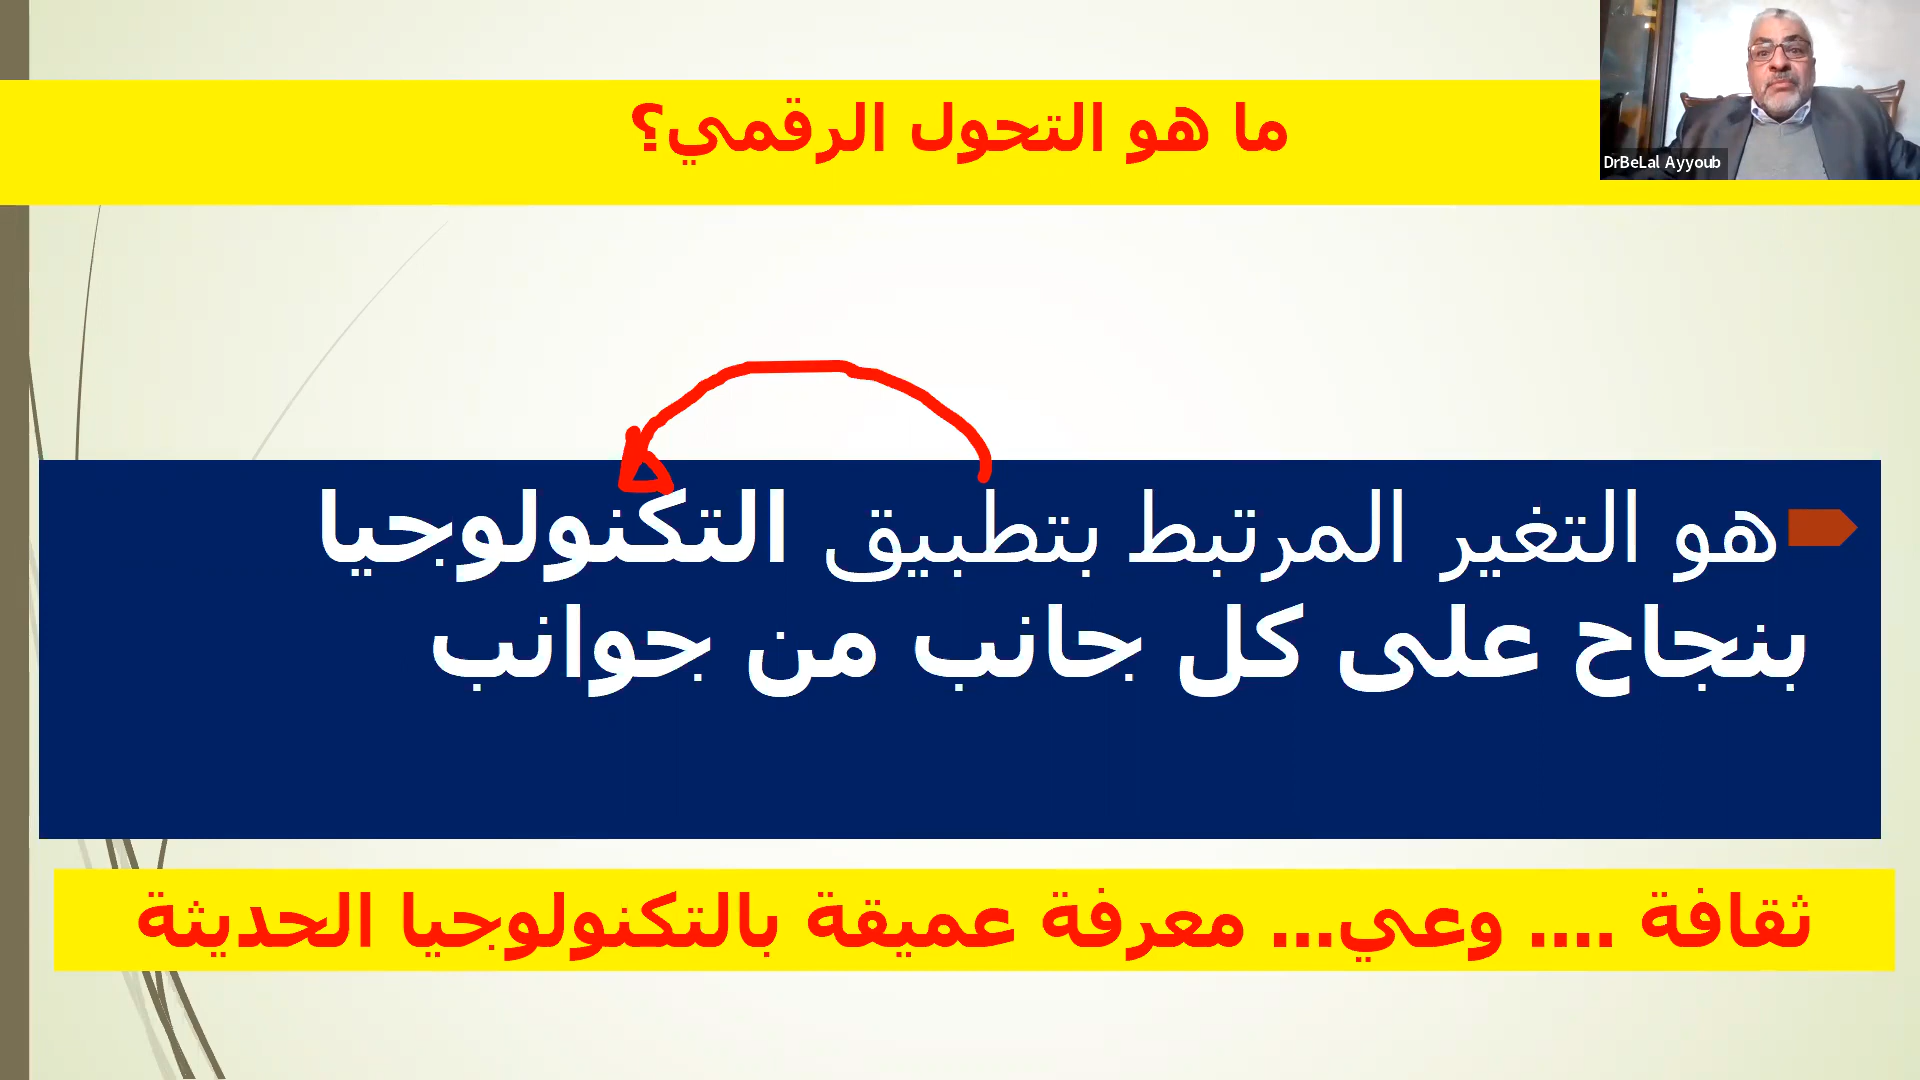 ما هو التحول الرقمي؟
DrBeLal Ayyoub
هو التغير المرتبط بتطبيق التكنولوجيا
بنجاح على كل جانب من جوانب
ثقافة .... وعي... معرفة عميقة بالتكنولوجيا الحديثة